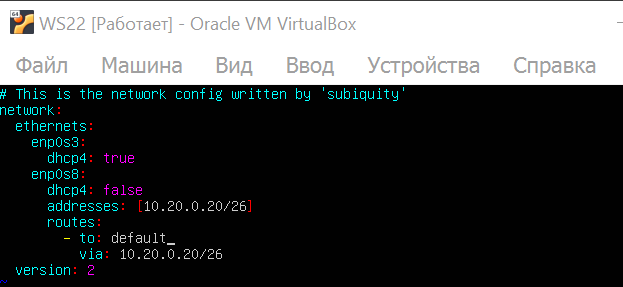 WS22 [Работает] - Oracle VM VirtualBox
Файл Машина Вид Ввод Устройства Справка
# This is the network config written by 'subiquity'
network:
  ethernets:
    enp0s3:
      dhcp4: true
    enp0s8:
      dhcp4: false
      addresses: [10.20.0.20/26]
      routes:
        - to: default_
          via: 10.20.0.20/26
  version: 2
~